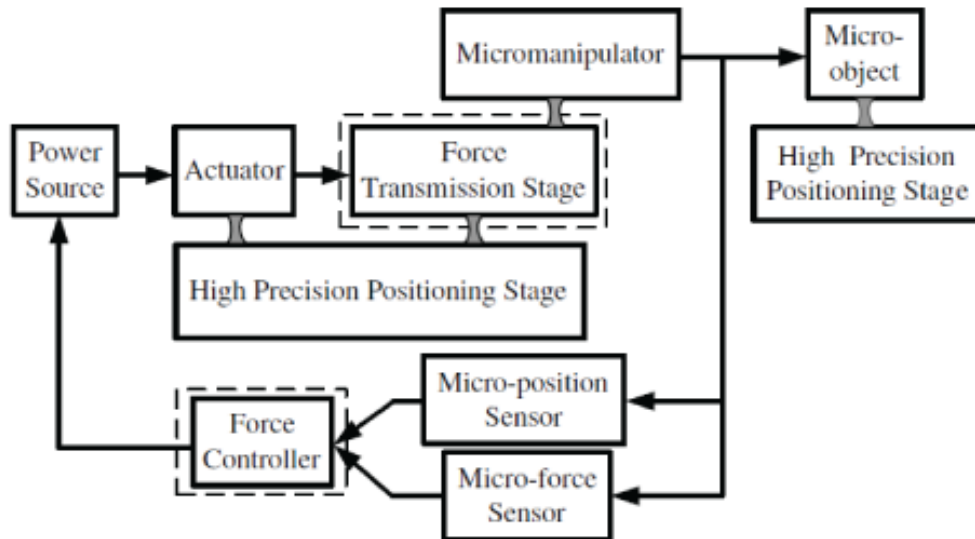 Micromanipulator
Micro-
object
Power
Source
Actuator
Force
Transmission Stage
High Precision
Positioning Stage
High Precision Positioning Stage
Micro-position
Sensor
Force
Controller
Micro-force
Sensor